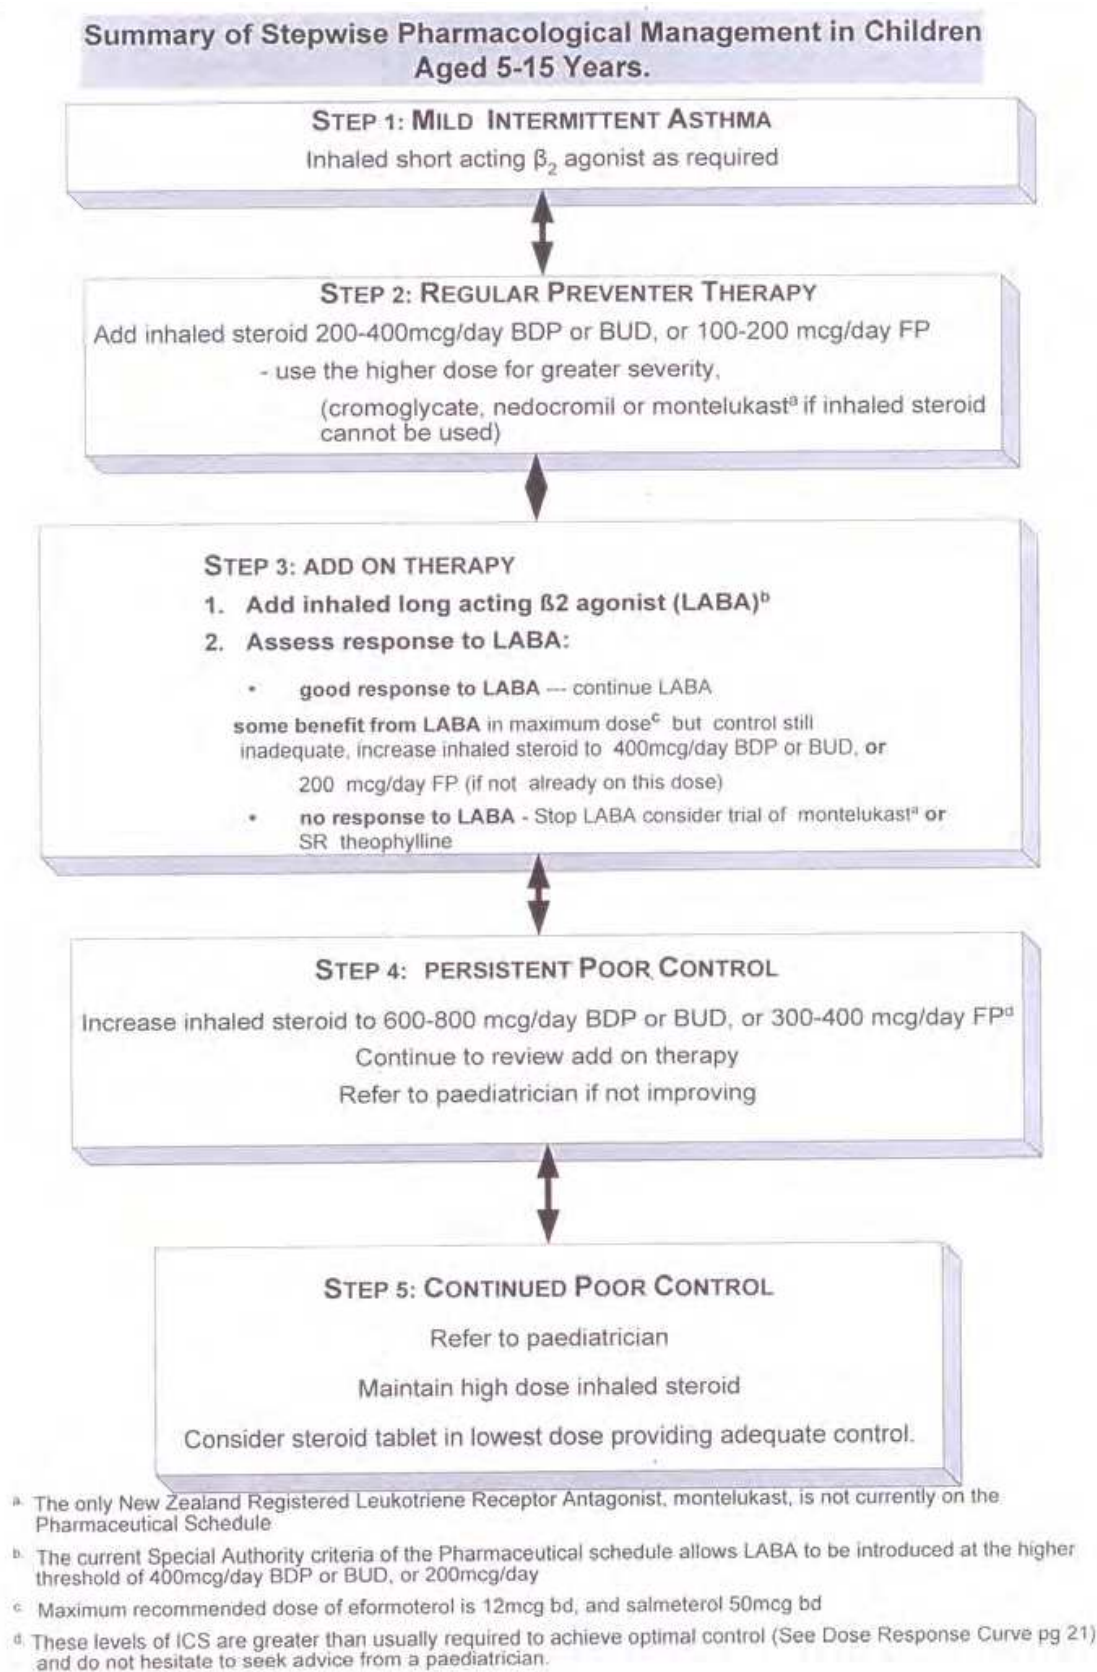 Summary of Stepwise Pharmacological Management in Children
Aged 5-15 Years.
STEP 1: MILD INTERMITTENT ASTHMA
Inhaled short acting β2 agonist as required
STEP 2: REGULAR PREVENTER THERAPY
Add inhaled steroid 200-400mcg/day BDP or BUD, or 100-200 mcg/day FP
- use the higher dose for greater severity,
(cromoglycate, nedocromil or montelukastª if inhaled steroid
cannot be used)
STEP 3: ADD ON THERAPY
1. Add inhaled long acting ß2 agonist (LABA)b
2. Assess response to LABA:
• good response to LABA --- continue LABA
some benefit from LABA in maximum dosec but control still
inadequate, increase inhaled steroid to 400mcg/day BDP or BUD, or
200 mcg/day FP (if not already on this dose)
• no response to LABA - Stop LABA consider trial of montelukastª or
SR theophylline
STEP 4: PERSISTENT POOR CONTROL
Increase inhaled steroid to 600-800 mcg/day BDP or BUD, or 300-400 mcg/day FPd
Continue to review add on therapy
Refer to paediatrician if not improving
STEP 5: CONTINUED POOR CONTROL
Refer to paediatrician
Maintain high dose inhaled steroid
Consider steroid tablet in lowest dose providing adequate control.
a. The only New Zealand Registered Leukotriene Receptor Antagonist, montelukast, is not currently on the
Pharmaceutical Schedule
b. The current Special Authority criteria of the Pharmaceutical schedule allows LABA to be introduced at the higher
threshold of 400mcg/day BDP or BUD, or 200mcg/day
c Maximum recommended dose of eformoterol is 12mcg bd, and salmeterol 50mcg bd
d. These levels of ICS are greater than usually required to achieve optimal control (See Dose Response Curve pg 21)
and do not hesitate to seek advice from a paediatrician.